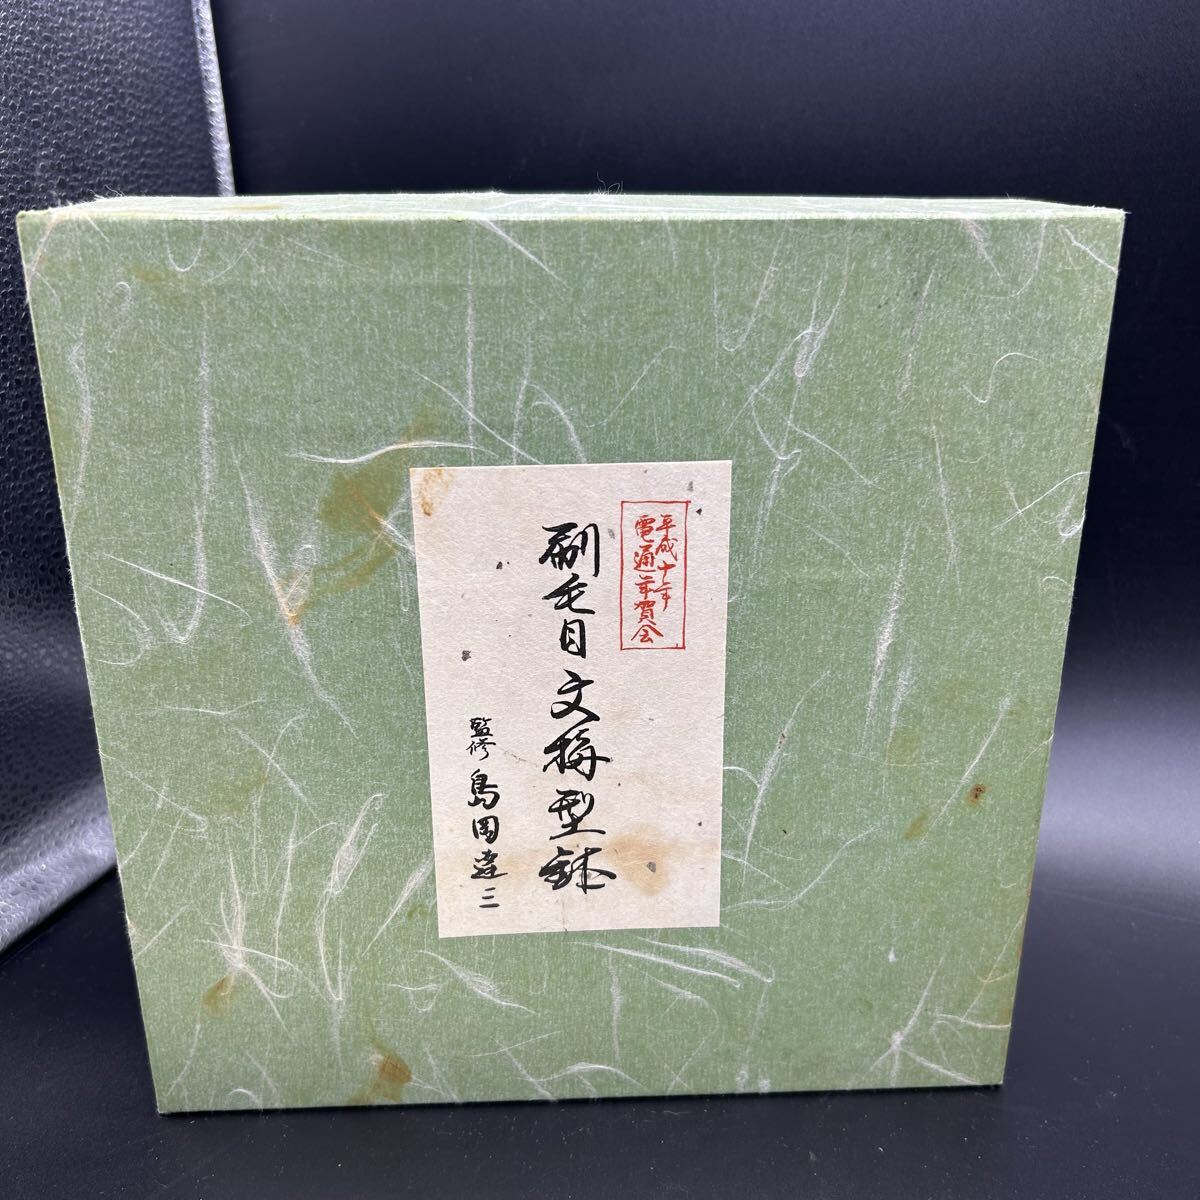 平成十年
電通年賀会
刷毛目文梅型鉢
監修 島岡達三